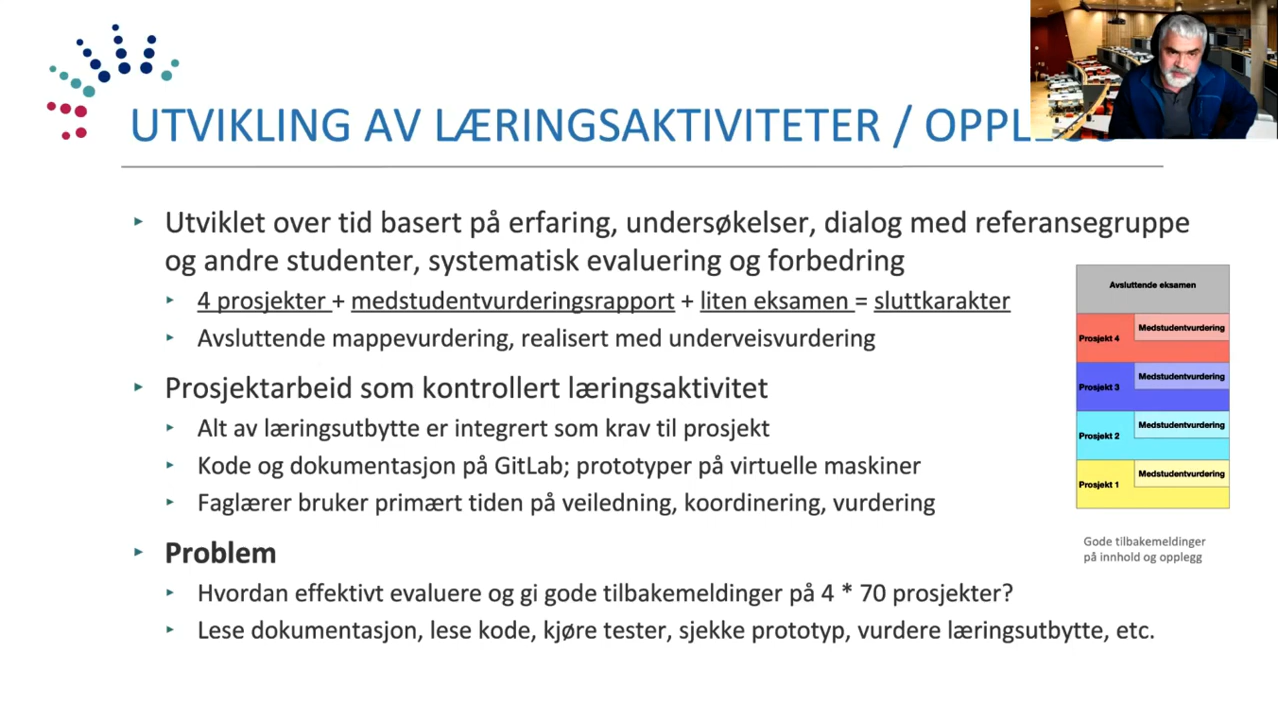 UTVIKLING AV LÆRINGSAKTIVITETER /
Utviklet over tid basert på erfaring, undersøkelser, dialog med referansegruppe
og andre studenter, systematisk evaluering og forbedring
4 prosjekter + medstudentvurderingsrapport + liten eksamen = sluttkarakter
Avsluttende mappevurdering, realisert med underveisvurdering
Prosjektarbeid som kontrollert læringsaktivitet
Alt av læringsutbytte er integrert som krav til prosjekt
Kode og dokumentasjon på GitLab; prototyper på virtuelle maskiner
Faglærer bruker primært tiden på veiledning, koordinering, vurdering
Problem
Hvordan effektivt evaluere og gi gode tilbakemeldinger på 4 * 70 prosjekter?
Lese dokumentasjon, lese kode, kjøre tester, sjekke prototyp, vurdere læringsutbytte, etc.
Avsluttende eksamen
Medstudentvurdering
Prosjekt 4
Medstudentvurdering
Prosjekt 3
Medstudentvurdering
Prosjekt 2
Medstudentvurdering
Prosjekt 1
Gode tilbakemeldinger
på innhold og opplegg